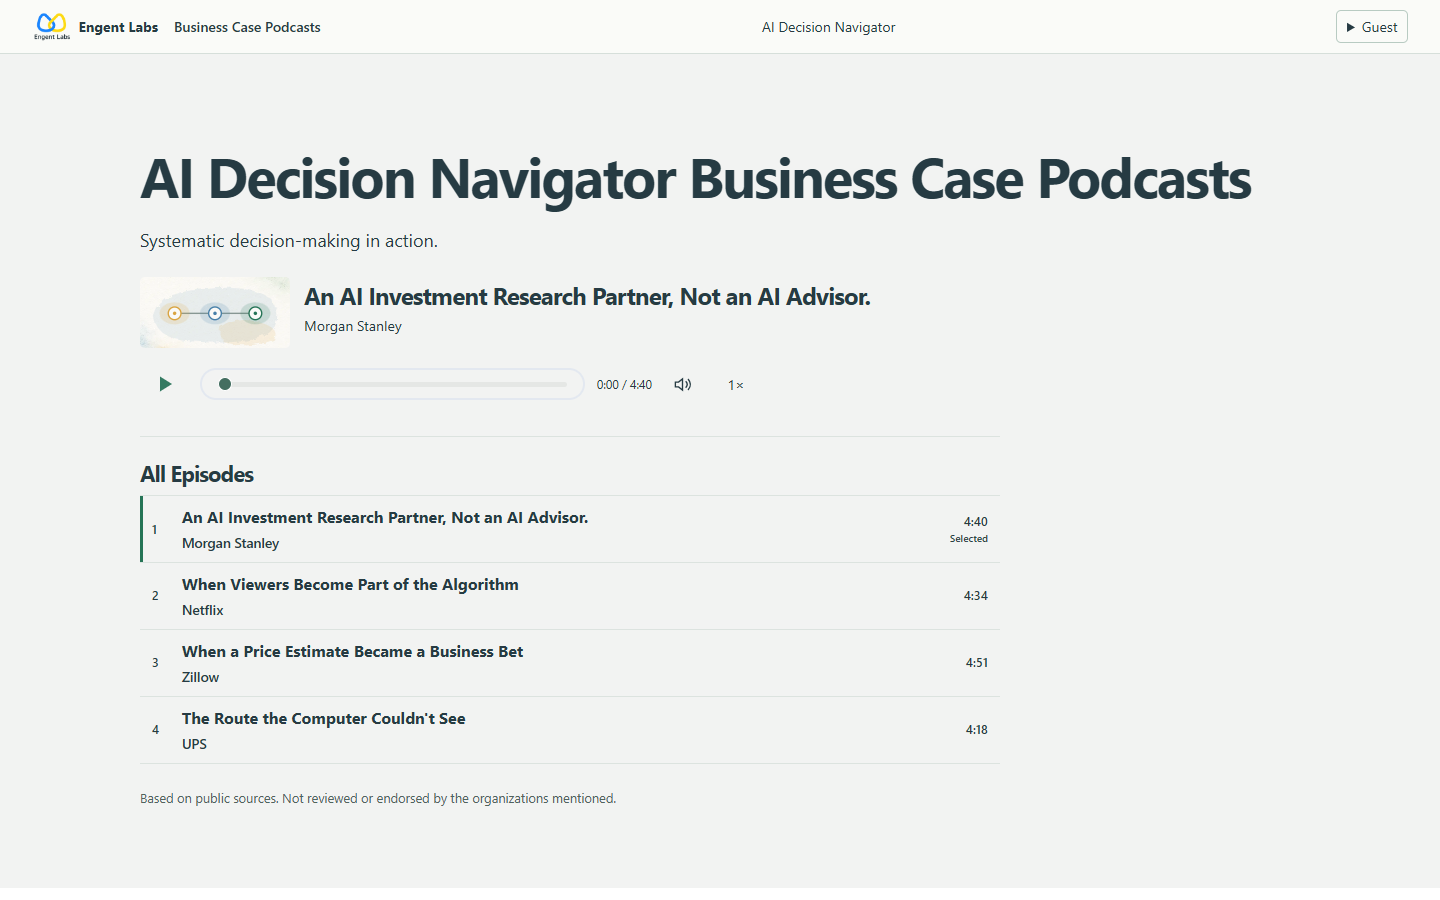 Engent Labs
Engent Labs
Business Case Podcasts
AI Decision Navigator
▶ Guest
AI Decision Navigator Business Case Podcasts
Systematic decision-making in action.
An AI Investment Research Partner, Not an AI Advisor.
Morgan Stanley
0:00 / 4:40
1×
All Episodes
1
An AI Investment Research Partner, Not an AI Advisor.
Morgan Stanley
4:40
Selected
2
When Viewers Become Part of the Algorithm
Netflix
4:34
3
When a Price Estimate Became a Business Bet
Zillow
4:51
4
The Route the Computer Couldn't See
UPS
4:18
Based on public sources. Not reviewed or endorsed by the organizations mentioned.